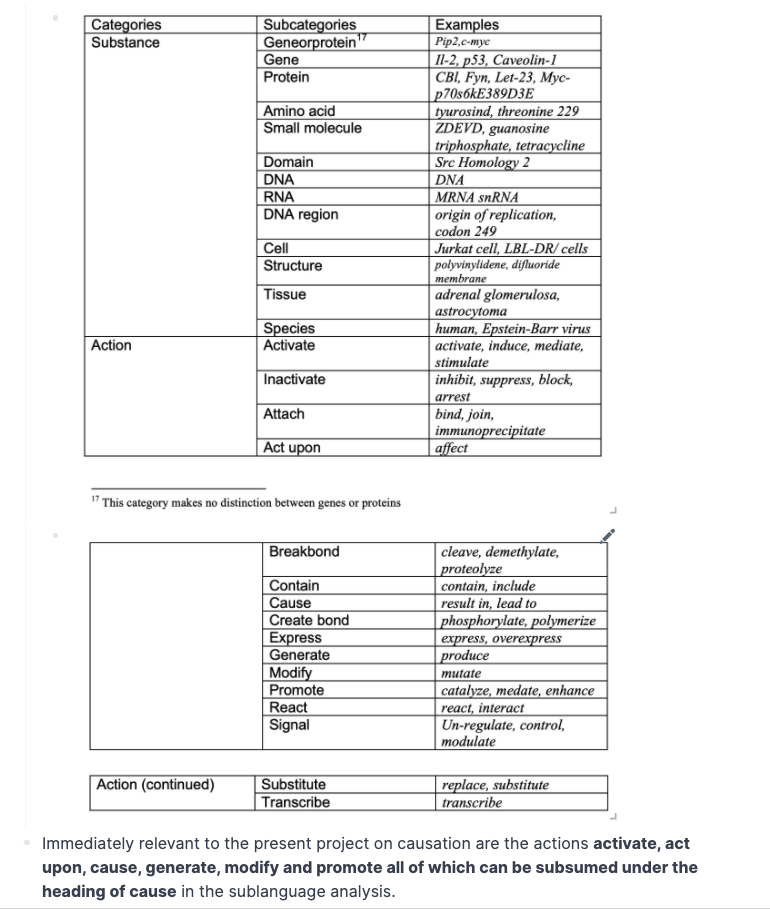 Categories Subcategories Examples
Substance Geneorprotein17 Pip2,c-myc
Gene Il-2, p53, Caveolin-1
Protein CBl, Fyn, Let-23, Myc-
p70s6kE389D3E
Amino acid tyurosind, threonine 229
Small molecule ZDEVD, guanosine
triphosphate, tetracycline
Domain Src Homology 2
DNA DNA
RNA MRNA snRNA
DNA region origin of replication,
codon 249
Cell Jurkat cell, LBL-DR/ cells
Structure polyvinylidene, difluoride
membrane
Tissue adrenal glomerulosa,
astrocytoma
Species human, Epstein-Barr virus
Action Activate activate, induce, mediate,
stimulate
Inactivate inhibit, suppress, block,
arrest
Attach bind, join,
immunoprecipitate
Act upon affect
17 This category makes no distinction between genes or proteins
Breakbond cleave, demethylate,
proteolyze
Contain contain, include
Cause result in, lead to
Create bond phosphorylate, polymerize
Express express, overexpress
Generate produce
Modify mutate
Promote catalyze, medate, enhance
React react, interact
Signal Un-regulate, control,
modulate
Action (continued) Substitute replace, substitute
Transcribe transcribe
Immediately relevant to the present project on causation are the actions activate, act
upon, cause, generate, modify and promote all of which can be subsumed under the
heading of cause in the sublanguage analysis.